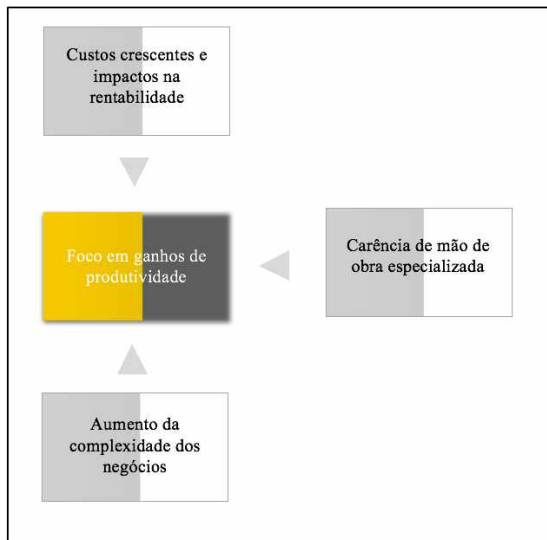 Custos crescentes e
impactos na
rentabilidade
Foco em ganhos de
produtividade
Carência de mão de
obra especializada
Aumento da
complexidade dos
negócios